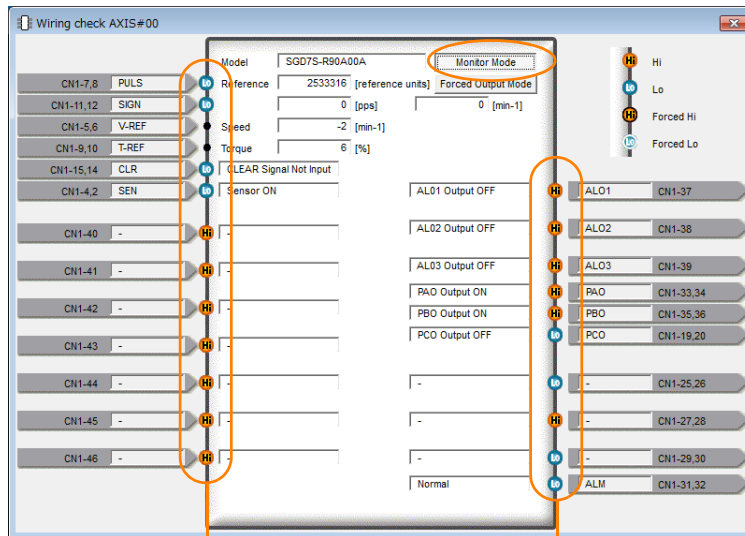 Wiring check AXIS#00
Model SGD7S-R90A00A Monitor Mode Hi
CN1-7,8 PULS Lo Reference 2533316 [reference units] Forced Output Mode Lo
CN1-11,12 SIGN Lo 0 [pps] 0 [min-1] Forced Hi
CN1-5,6 V-REF Speed -2 [min-1]
CN1-9,10 T-REF Torque 6 [%] Forced Lo
CN1-15,14 CLR Lo CLEAR Signal Not Input
CN1-4,2 SEN Lo Sensor ON AL01 Output OFF Hi ALO1 CN1-37
CN1-40 - Hi - AL02 Output OFF Hi ALO2 CN1-38
CN1-41 - Hi - AL03 Output OFF Hi ALO3 CN1-39
PAO Output ON Hi PAO CN1-33,34
CN1-42 - Hi - PBO Output ON Hi PBO CN1-35,36
PCO Output OFF Lo PCO CN1-19,20
CN1-43 - Hi -
CN1-44 - Hi - - Lo - CN1-25,26
CN1-45 - Hi - - Hi - CN1-27,28
CN1-46 - Hi - - Lo - CN1-29,30
Normal Lo ALM CN1-31,32